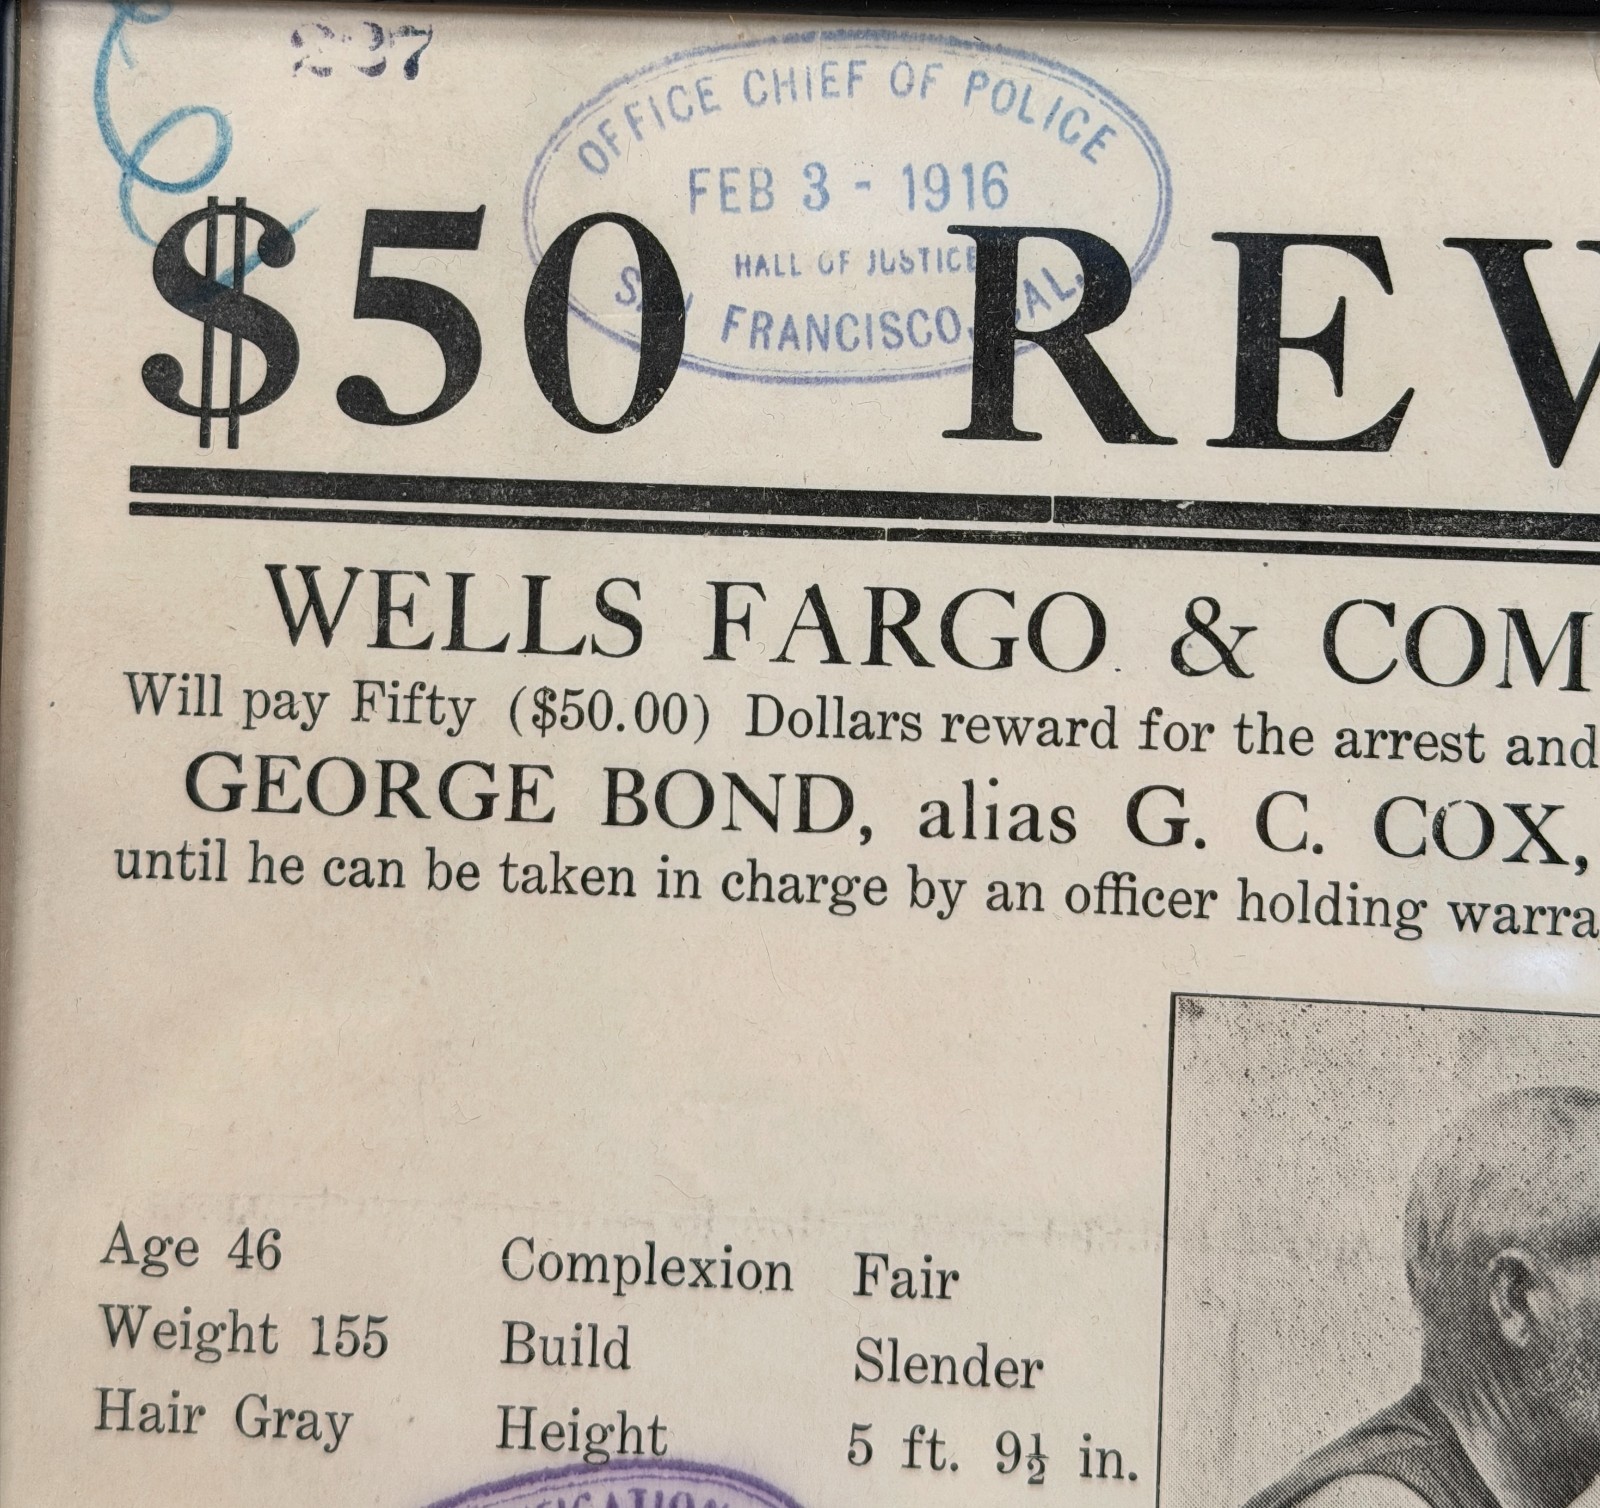 237
OFFICE CHIEF OF POLICE
FEB 3 - 1916
HALL OF JUSTICE
SAN FRANCISCO, CAL.
$50 REW
WELLS FARGO & COM
Will pay Fifty ($50.00) Dollars reward for the arrest and
GEORGE BOND, alias G. C. COX,
until he can be taken in charge by an officer holding warra
Age 46 Complexion Fair
Weight 155 Build Slender
Hair Gray Height 5 ft. 9½ in.